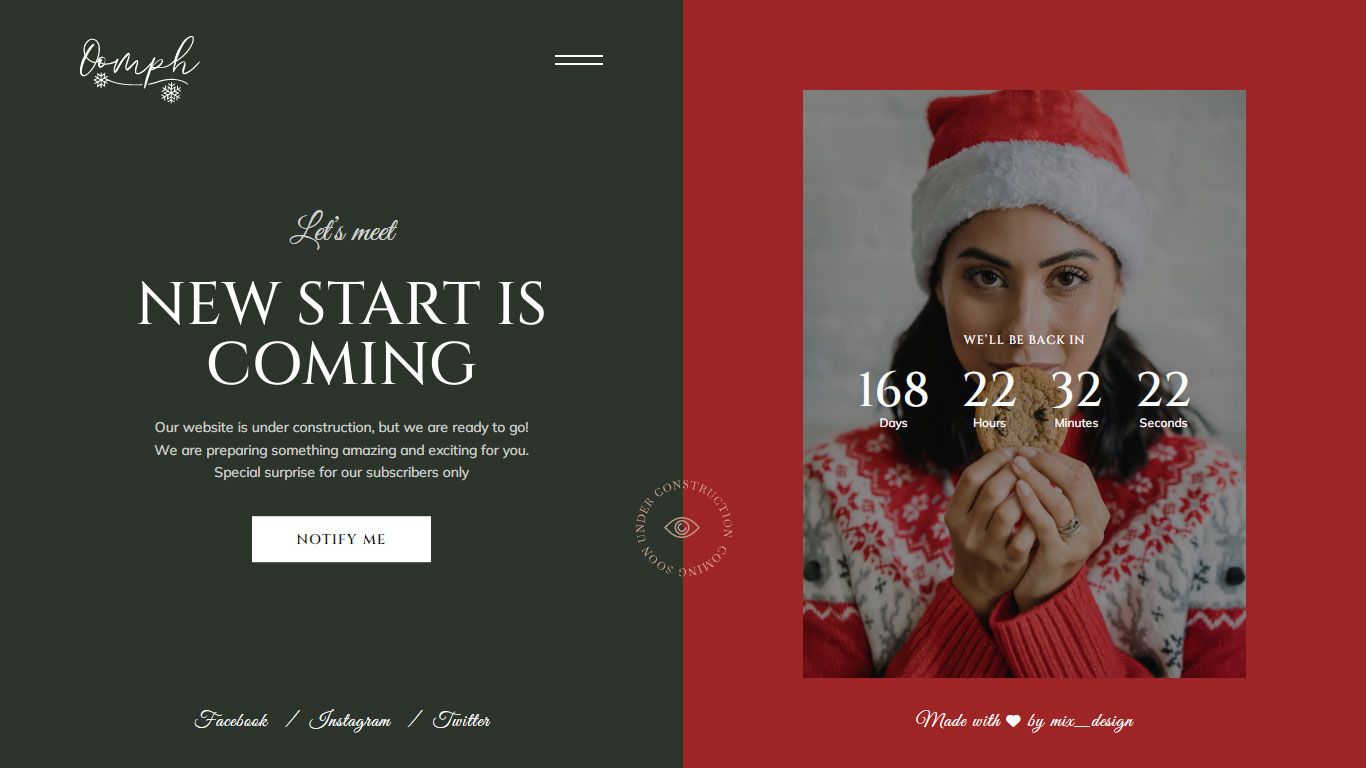 Oomph
Let's meet
NEW START IS
COMING
Our website is under construction, but we are ready to go!
We are preparing something amazing and exciting for you.
Special surprise for our subscribers only
NOTIFY ME
Facebook / Instagram / Twitter
UNDER CONSTRUCTION COMING SOON
WE'LL BE BACK IN
168 22 32 22
Days Hours Minutes Seconds
Made with ♥ by mix_design